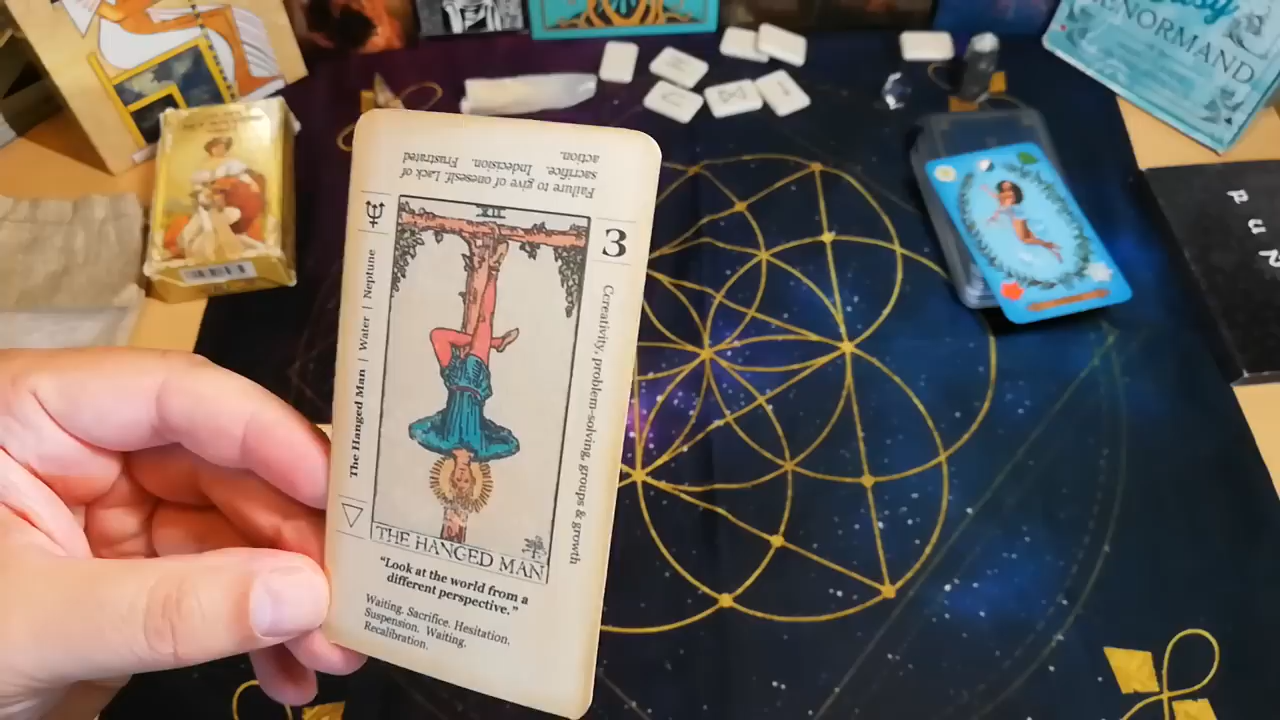 Failure to give of oneself. Lack of
sacrifice. Indecision. Frustrated
action.
XII
3
The Hanged Man | Water | Neptune
Cereativity, problem-solving, groups & growth
THE HANGED MAN
"Look at the world from a
different perspective."
Waiting. Sacrifice. Hesitation.
Suspension. Waiting.
Recalibration.
ENORMAND